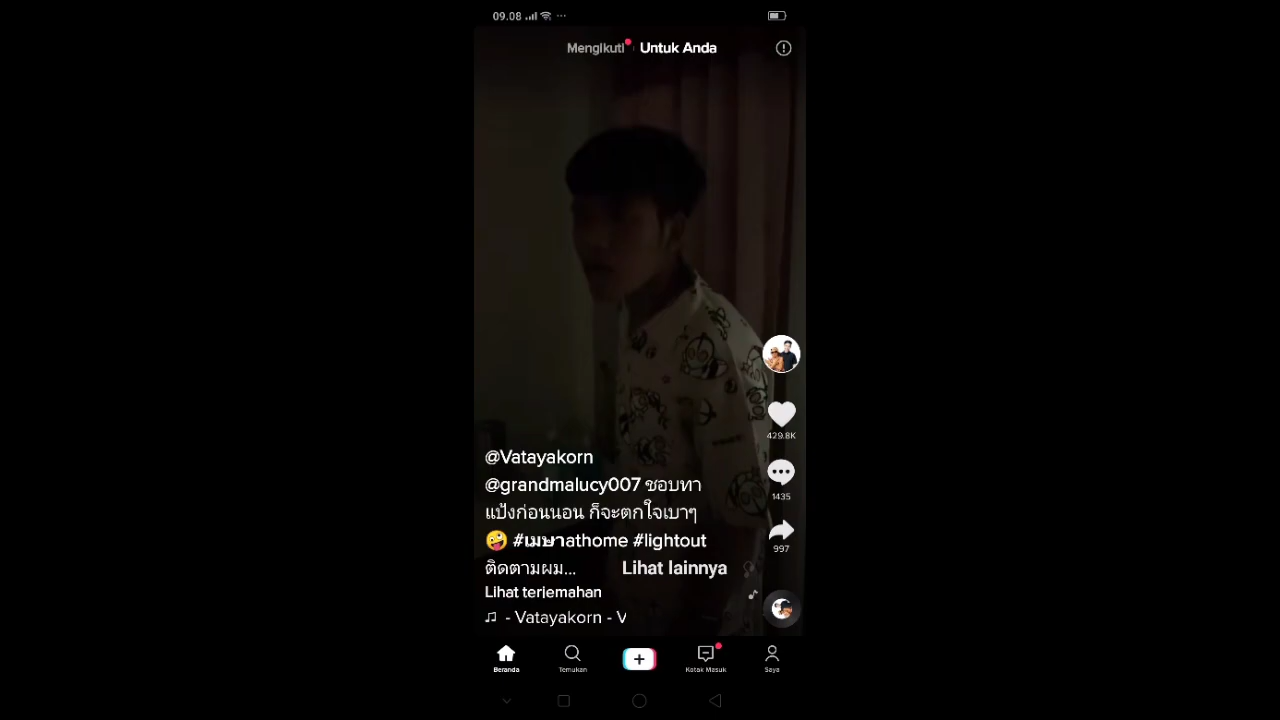 09.08
Mengikuti Untuk Anda
429.8K
1435
997
@Vatayakorn
@grandmalucy007 ชอบทา
แป้งก่อนนอน ก็จะตกใจเบาๆ
🤪 #เมษาathome #lightout
ติดตามผม... Lihat lainnya
Lihat terjemahan
- Vatayakorn - V
Beranda Temukan Kotak Masuk Saya